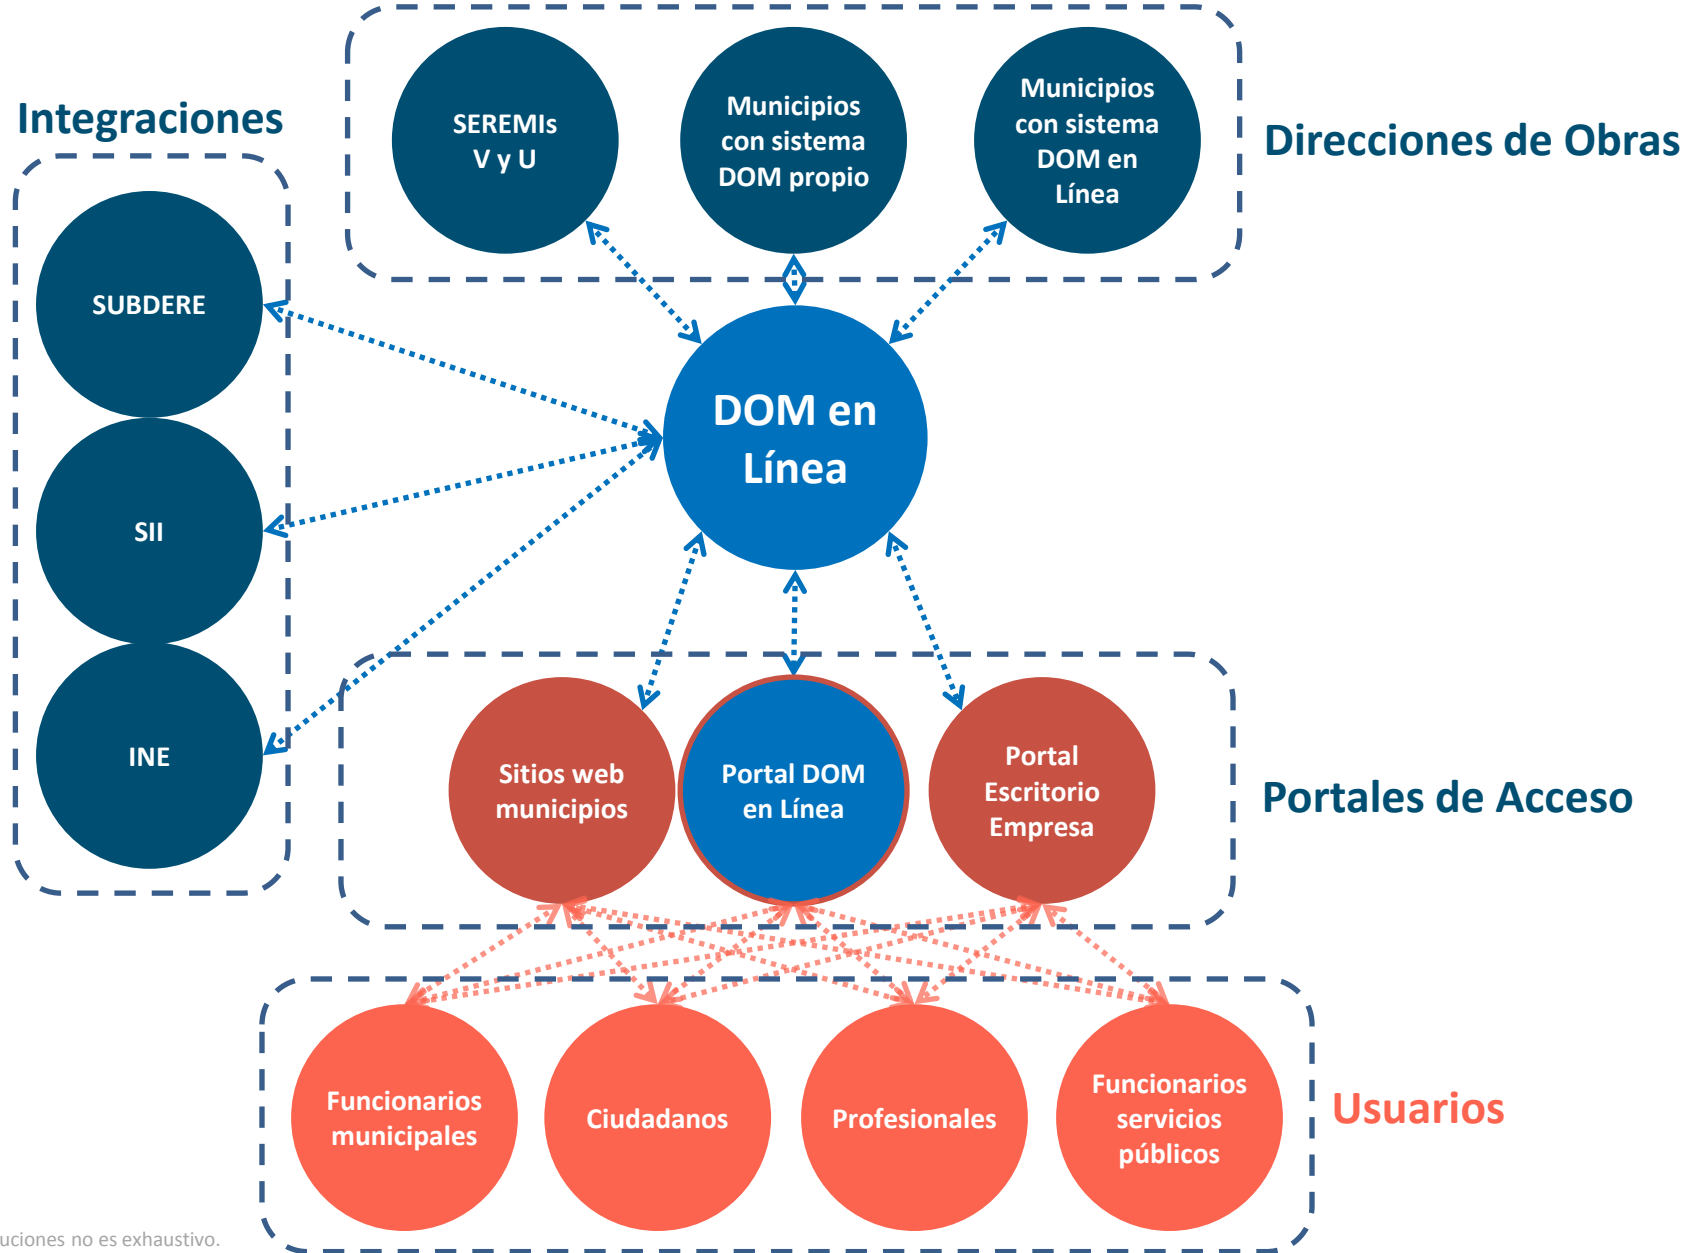 Integraciones
SUBDERE
SII
INE
SEREMIs
V y U
Municipios
con sistema
DOM propio
Municipios
con sistema
DOM en
Línea
Direcciones de Obras
DOM en
Línea
Sitios web
municipios
Portal DOM
en Línea
Portal
Escritorio
Empresa
Portales de Acceso
Funcionarios
municipales
Ciudadanos
Profesionales
Funcionarios
servicios
públicos
Usuarios
uciones no es exhaustivo.